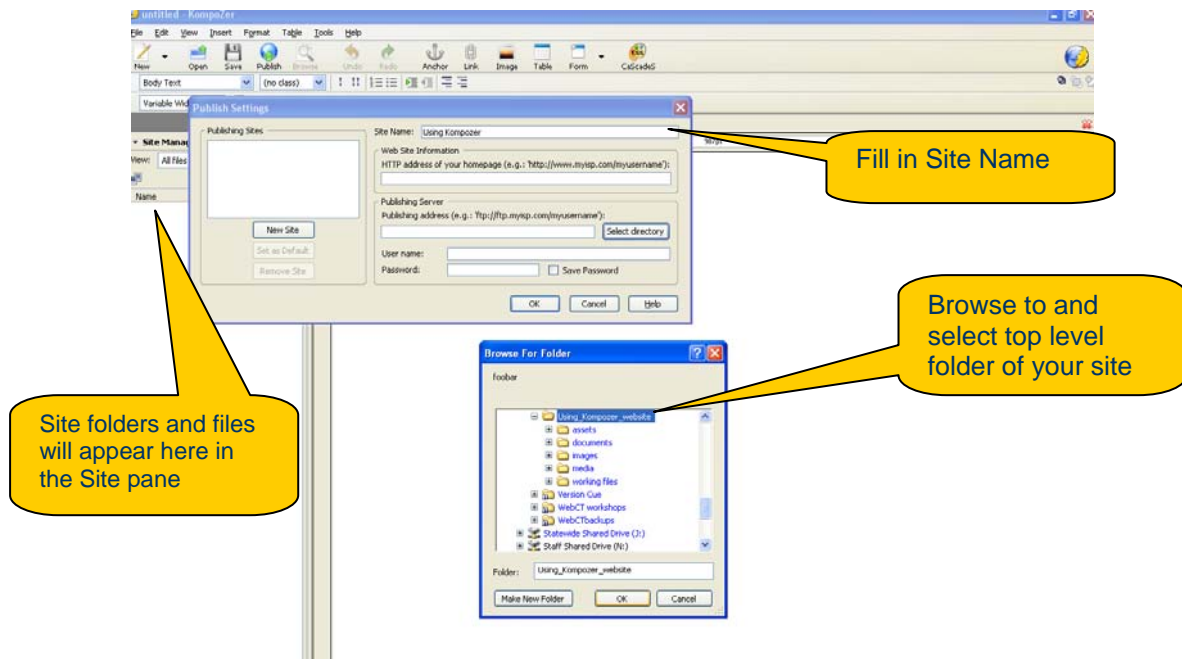 untitled - KompoZer
File Edit View Insert Format Table Tools Help
New Open Save Publish Browse Undo Redo Anchor Link Image Table Form CaScadeS
Body Text (no class)
Variable Wid
Publish Settings
Publishing Sites
New Site
Set as Default
Remove Site
Site Name: Using Kompozer
Web Site Information
HTTP address of your homepage (e.g.: 'http://www.myisp.com/myusername'):
Publishing Server
Publishing address (e.g.: 'ftp://ftp.myisp.com/myusername'):
Select directory
User name:
Password: Save Password
OK Cancel Help
Site Manag
View: All files
Name
Fill in Site Name
Browse to and
select top level
folder of your site
Site folders and files
will appear here in
the Site pane
Browse For Folder
foobar
Using_Kompozer_website
assets
documents
images
media
working files
Version Cue
WebCT workshops
WebCTbackups
Statewide Shared Drive (J:)
Staff Shared Drive (N:)
Folder: Using_Kompozer_website
Make New Folder OK Cancel